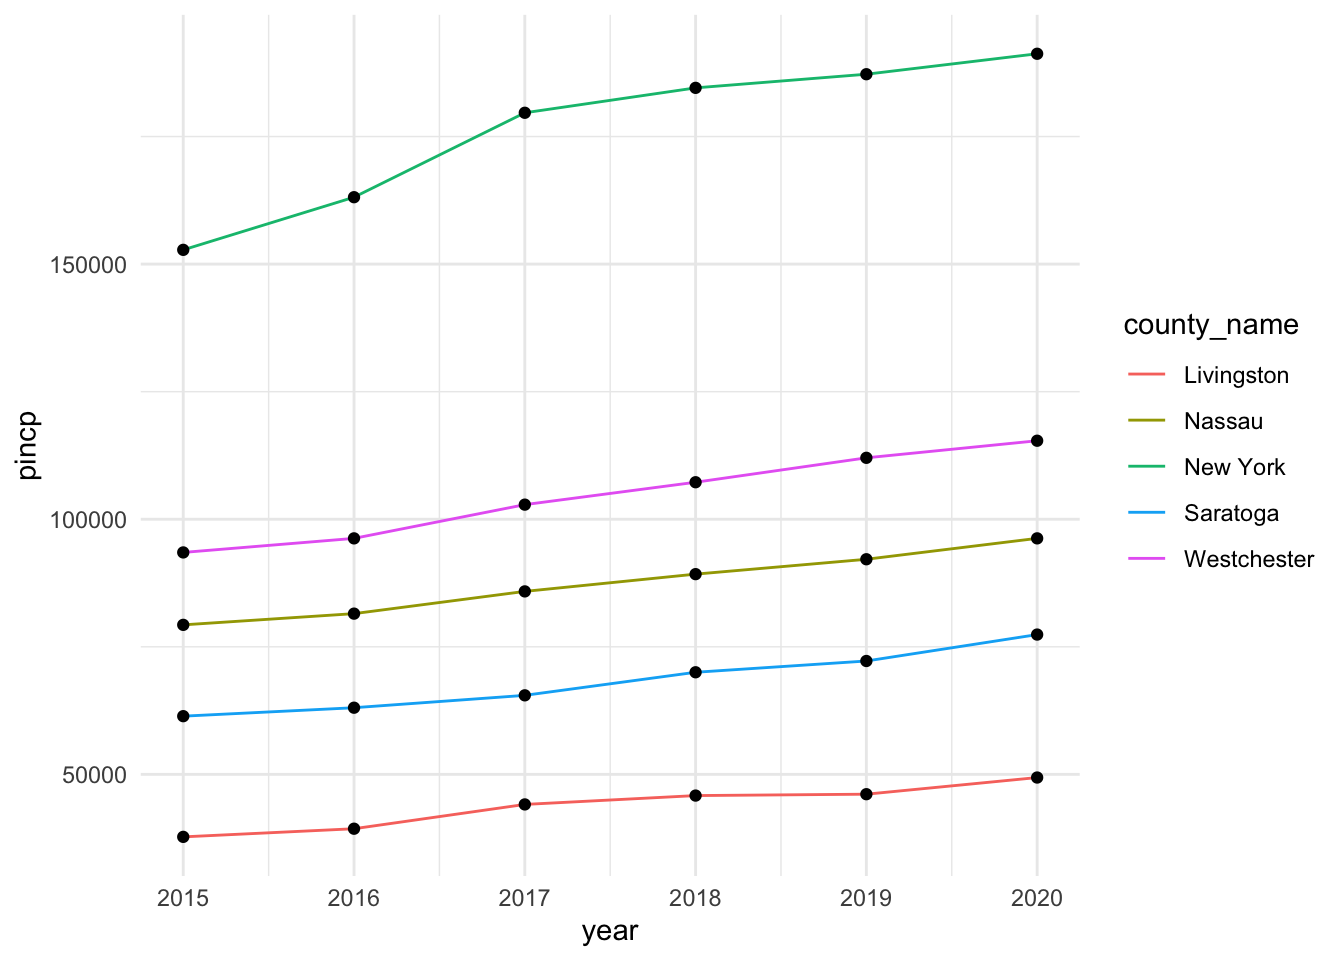 pincp
150000
100000
50000
2015 2016 2017 2018 2019 2020
year
county_name
Livingston
Nassau
New York
Saratoga
Westchester